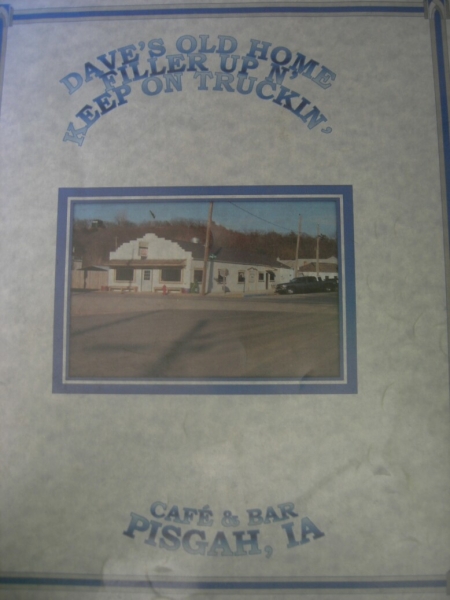 DAVE'S OLD HOME
FILLER UP N'
KEEP ON TRUCKIN'
CAFÉ & BAR
PISGAH, IA